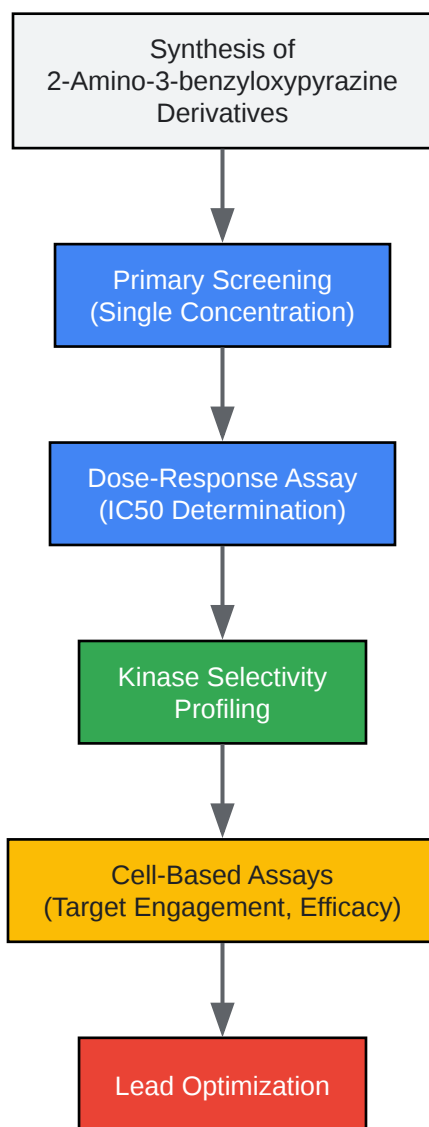 Synthesis of
2-Amino-3-benzyloxypyrazine
Derivatives
Primary Screening
(Single Concentration)
Dose-Response Assay
(IC50 Determination)
Kinase Selectivity
Profiling
Cell-Based Assays
(Target Engagement, Efficacy)
Lead Optimization